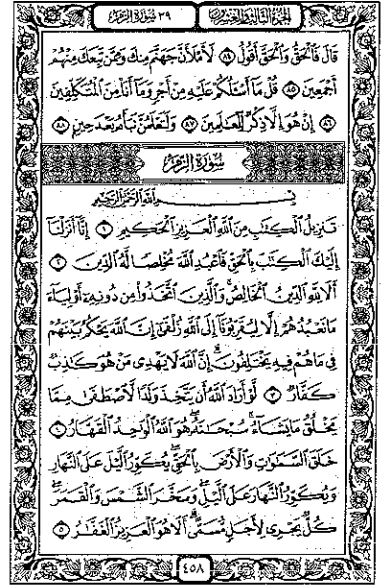 الجزء الثالث والعشرون ٣٩ سورة الزمر
قَالَ فَٱلْحَقُّ وَٱلْحَقَّ أَقُولُ ٨٤ لَأَمْلَأَنَّ جَهَنَّمَ مِنكَ وَمِمَّن تَبِعَكَ مِنْهُمْ
أَجْمَعِينَ ٨٥ قُلْ مَآ أَسْـَٔلُكُمْ عَلَيْهِ مِنْ أَجْرٍ وَمَآ أَنَا۠ مِنَ ٱلْمُتَكَلِّفِينَ
٨٦ إِنْ هُوَ إِلَّا ذِكْرٌ لِّلْعَـٰلَمِينَ ٨٧ وَلَتَعْلَمُنَّ نَبَأَهُۥ بَعْدَ حِينٍۭ ٨٨
سُورَةُ الزُّمَرِ
بِسْمِ ٱللَّهِ ٱلرَّحْمَـٰنِ ٱلرَّحِيمِ
تَنزِيلُ ٱلْكِتَـٰبِ مِنَ ٱللَّهِ ٱلْعَزِيزِ ٱلْحَكِيمِ ١ إِنَّآ أَنزَلْنَآ
إِلَيْكَ ٱلْكِتَـٰبَ بِٱلْحَقِّ فَٱعْبُدِ ٱللَّهَ مُخْلِصًا لَّهُ ٱلدِّينَ ٢
أَلَا لِلَّهِ ٱلدِّينُ ٱلْخَالِصُ ۚ وَٱلَّذِينَ ٱتَّخَذُوا۟ مِن دُونِهِۦٓ أَوْلِيَآءَ
مَا نَعْبُدُهُمْ إِلَّا لِيُقَرِّبُونَآ إِلَى ٱللَّهِ زُلْفَىٰٓ إِنَّ ٱللَّهَ يَحْكُمُ بَيْنَهُمْ
فِى مَا هُمْ فِيهِ يَخْتَلِفُونَ ۗ إِنَّ ٱللَّهَ لَا يَهْدِى مَنْ هُوَ كَـٰذِبٌ
كَفَّارٌ ٣ لَّوْ أَرَادَ ٱللَّهُ أَن يَتَّخِذَ وَلَدًا لَّٱصْطَفَىٰ مِمَّا
يَخْلُقُ مَا يَشَآءُ ۚ سُبْحَـٰنَهُۥ ۖ هُوَ ٱللَّهُ ٱلْوَٰحِدُ ٱلْقَهَّارُ ٤
خَلَقَ ٱلسَّمَـٰوَٰتِ وَٱلْأَرْضَ بِٱلْحَقِّ ۖ يُكَوِّرُ ٱلَّيْلَ عَلَى ٱلنَّهَارِ
وَيُكَوِّرُ ٱلنَّهَارَ عَلَى ٱلَّيْلِ ۖ وَسَخَّرَ ٱلشَّمْسَ وَٱلْقَمَرَ ۖ
كُلٌّ يَجْرِى لِأَجَلٍ مُّسَمًّى ۗ أَلَا هُوَ ٱلْعَزِيزُ ٱلْغَفَّـٰرُ ٥
٤٥٨